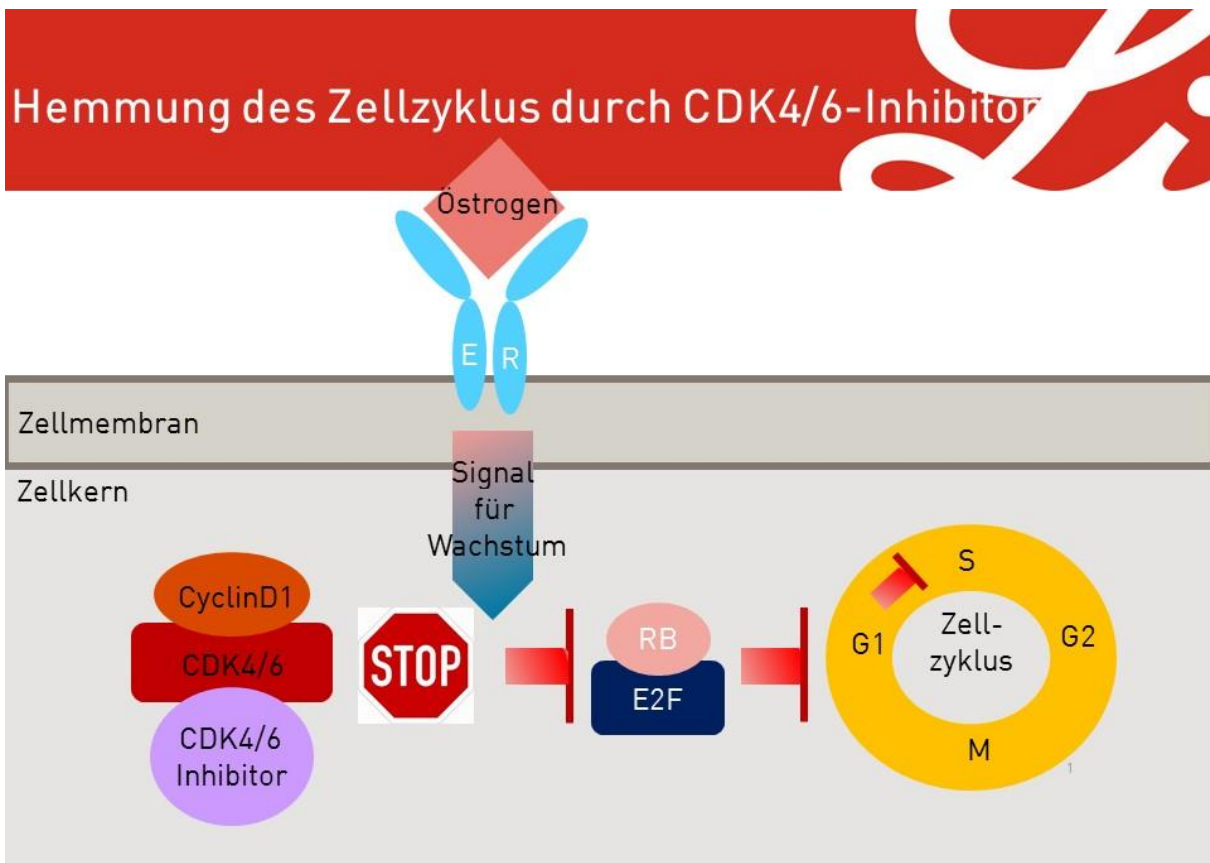 Hemmung des Zellzyklus durch CDK4/6-Inhibitor
Östrogen
E R
Zellmembran
Signal
für
Wachstum
Zellkern
CyclinD1
CDK4/6
CDK4/6
Inhibitor
STOP
RB
E2F
S
G1
Zell-
zyklus
G2
M
1